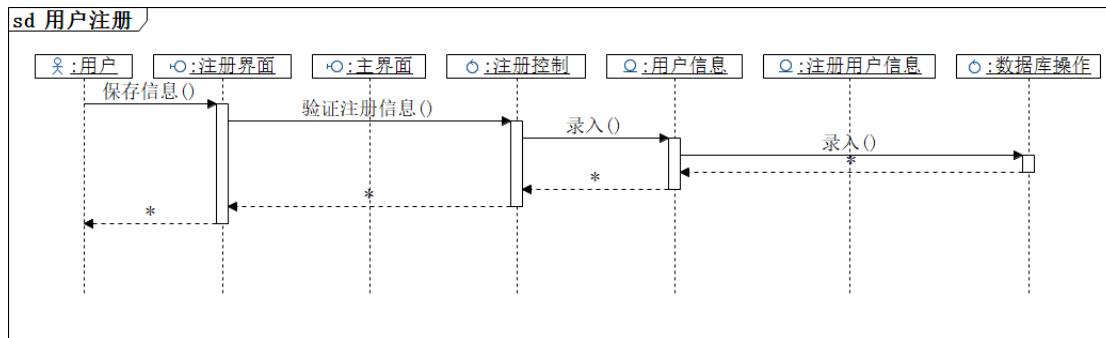 sd 用户注册
:用户
:注册界面
:主界面
:注册控制
:用户信息
:注册用户信息
:数据库操作
保存信息()
验证注册信息()
录入()
录入()
*
*
*
*